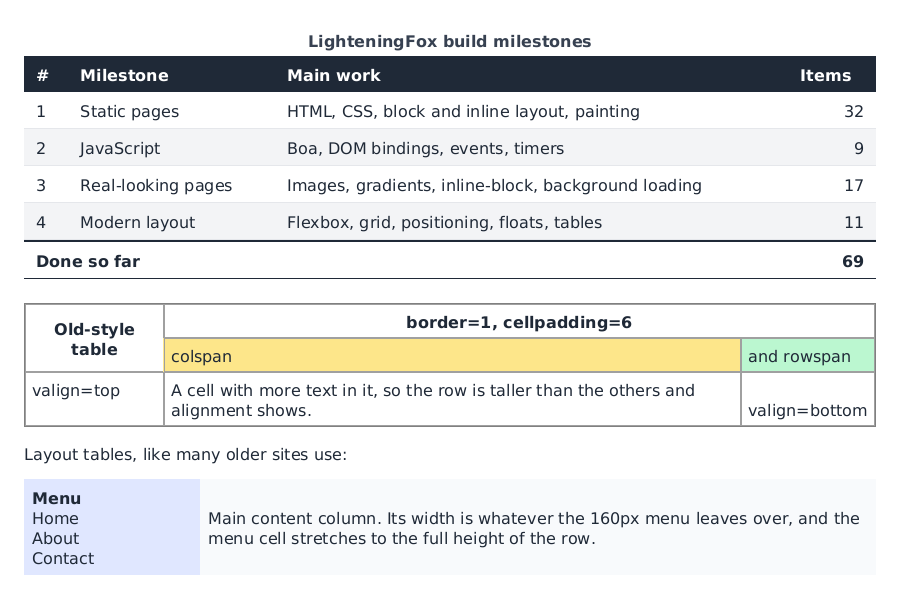 LighteningFox build milestones
# Milestone Main work Items
1 Static pages HTML, CSS, block and inline layout, painting 32
2 JavaScript Boa, DOM bindings, events, timers 9
3 Real-looking pages Images, gradients, inline-block, background loading 17
4 Modern layout Flexbox, grid, positioning, floats, tables 11
Done so far 69
Old-style
table
border=1, cellpadding=6
colspan and rowspan
valign=top
A cell with more text in it, so the row is taller than the others and
alignment shows.
valign=bottom
Layout tables, like many older sites use:
Menu
Home
About
Contact
Main content column. Its width is whatever the 160px menu leaves over, and the
menu cell stretches to the full height of the row.